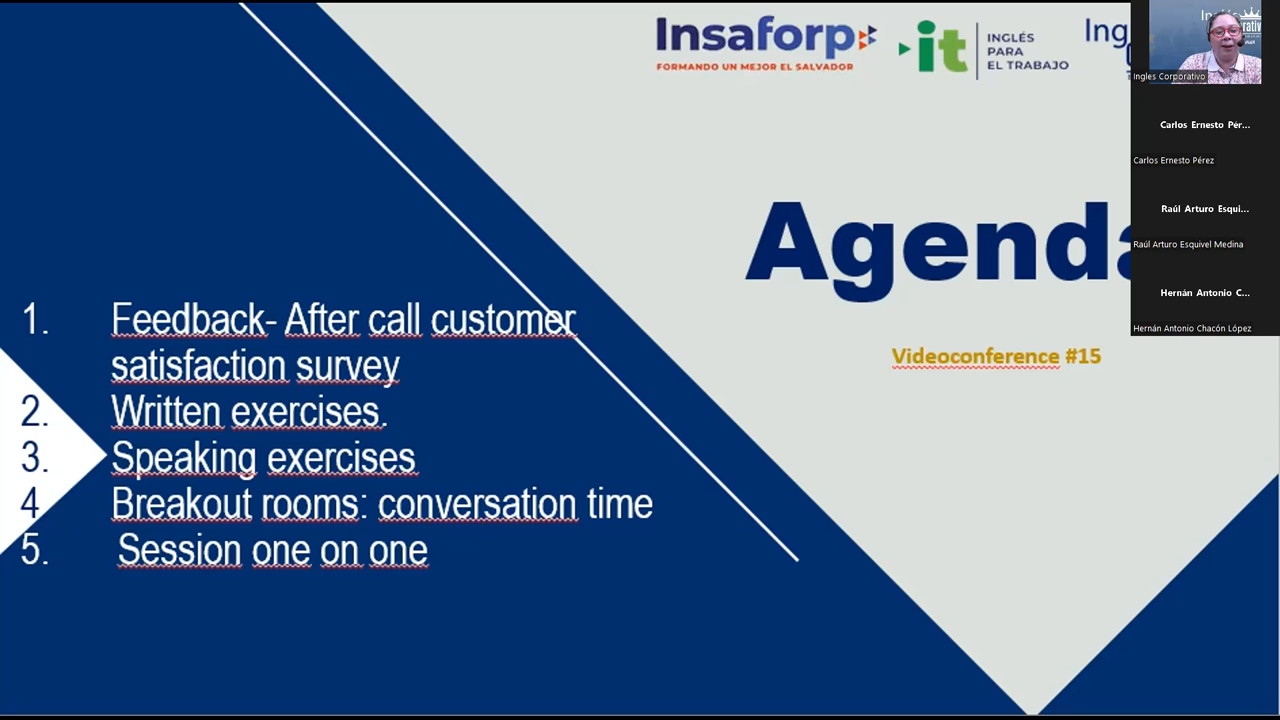 Insaforp
FORMANDO UN MEJOR EL SALVADOR
it
INGLÉS
PARA
EL TRABAJO
Ing
Agenda
Videoconference #15
1. Feedback- After call customer
satisfaction survey
2. Written exercises.
3. Speaking exercises
4 Breakout rooms: conversation time
5. Session one on one
Ingles Corporativo
Carlos Ernesto Pér...
Carlos Ernesto Pérez
Raúl Arturo Esqui...
Raúl Arturo Esquivel Medina
Hernán Antonio C...
Hernán Antonio Chacón López